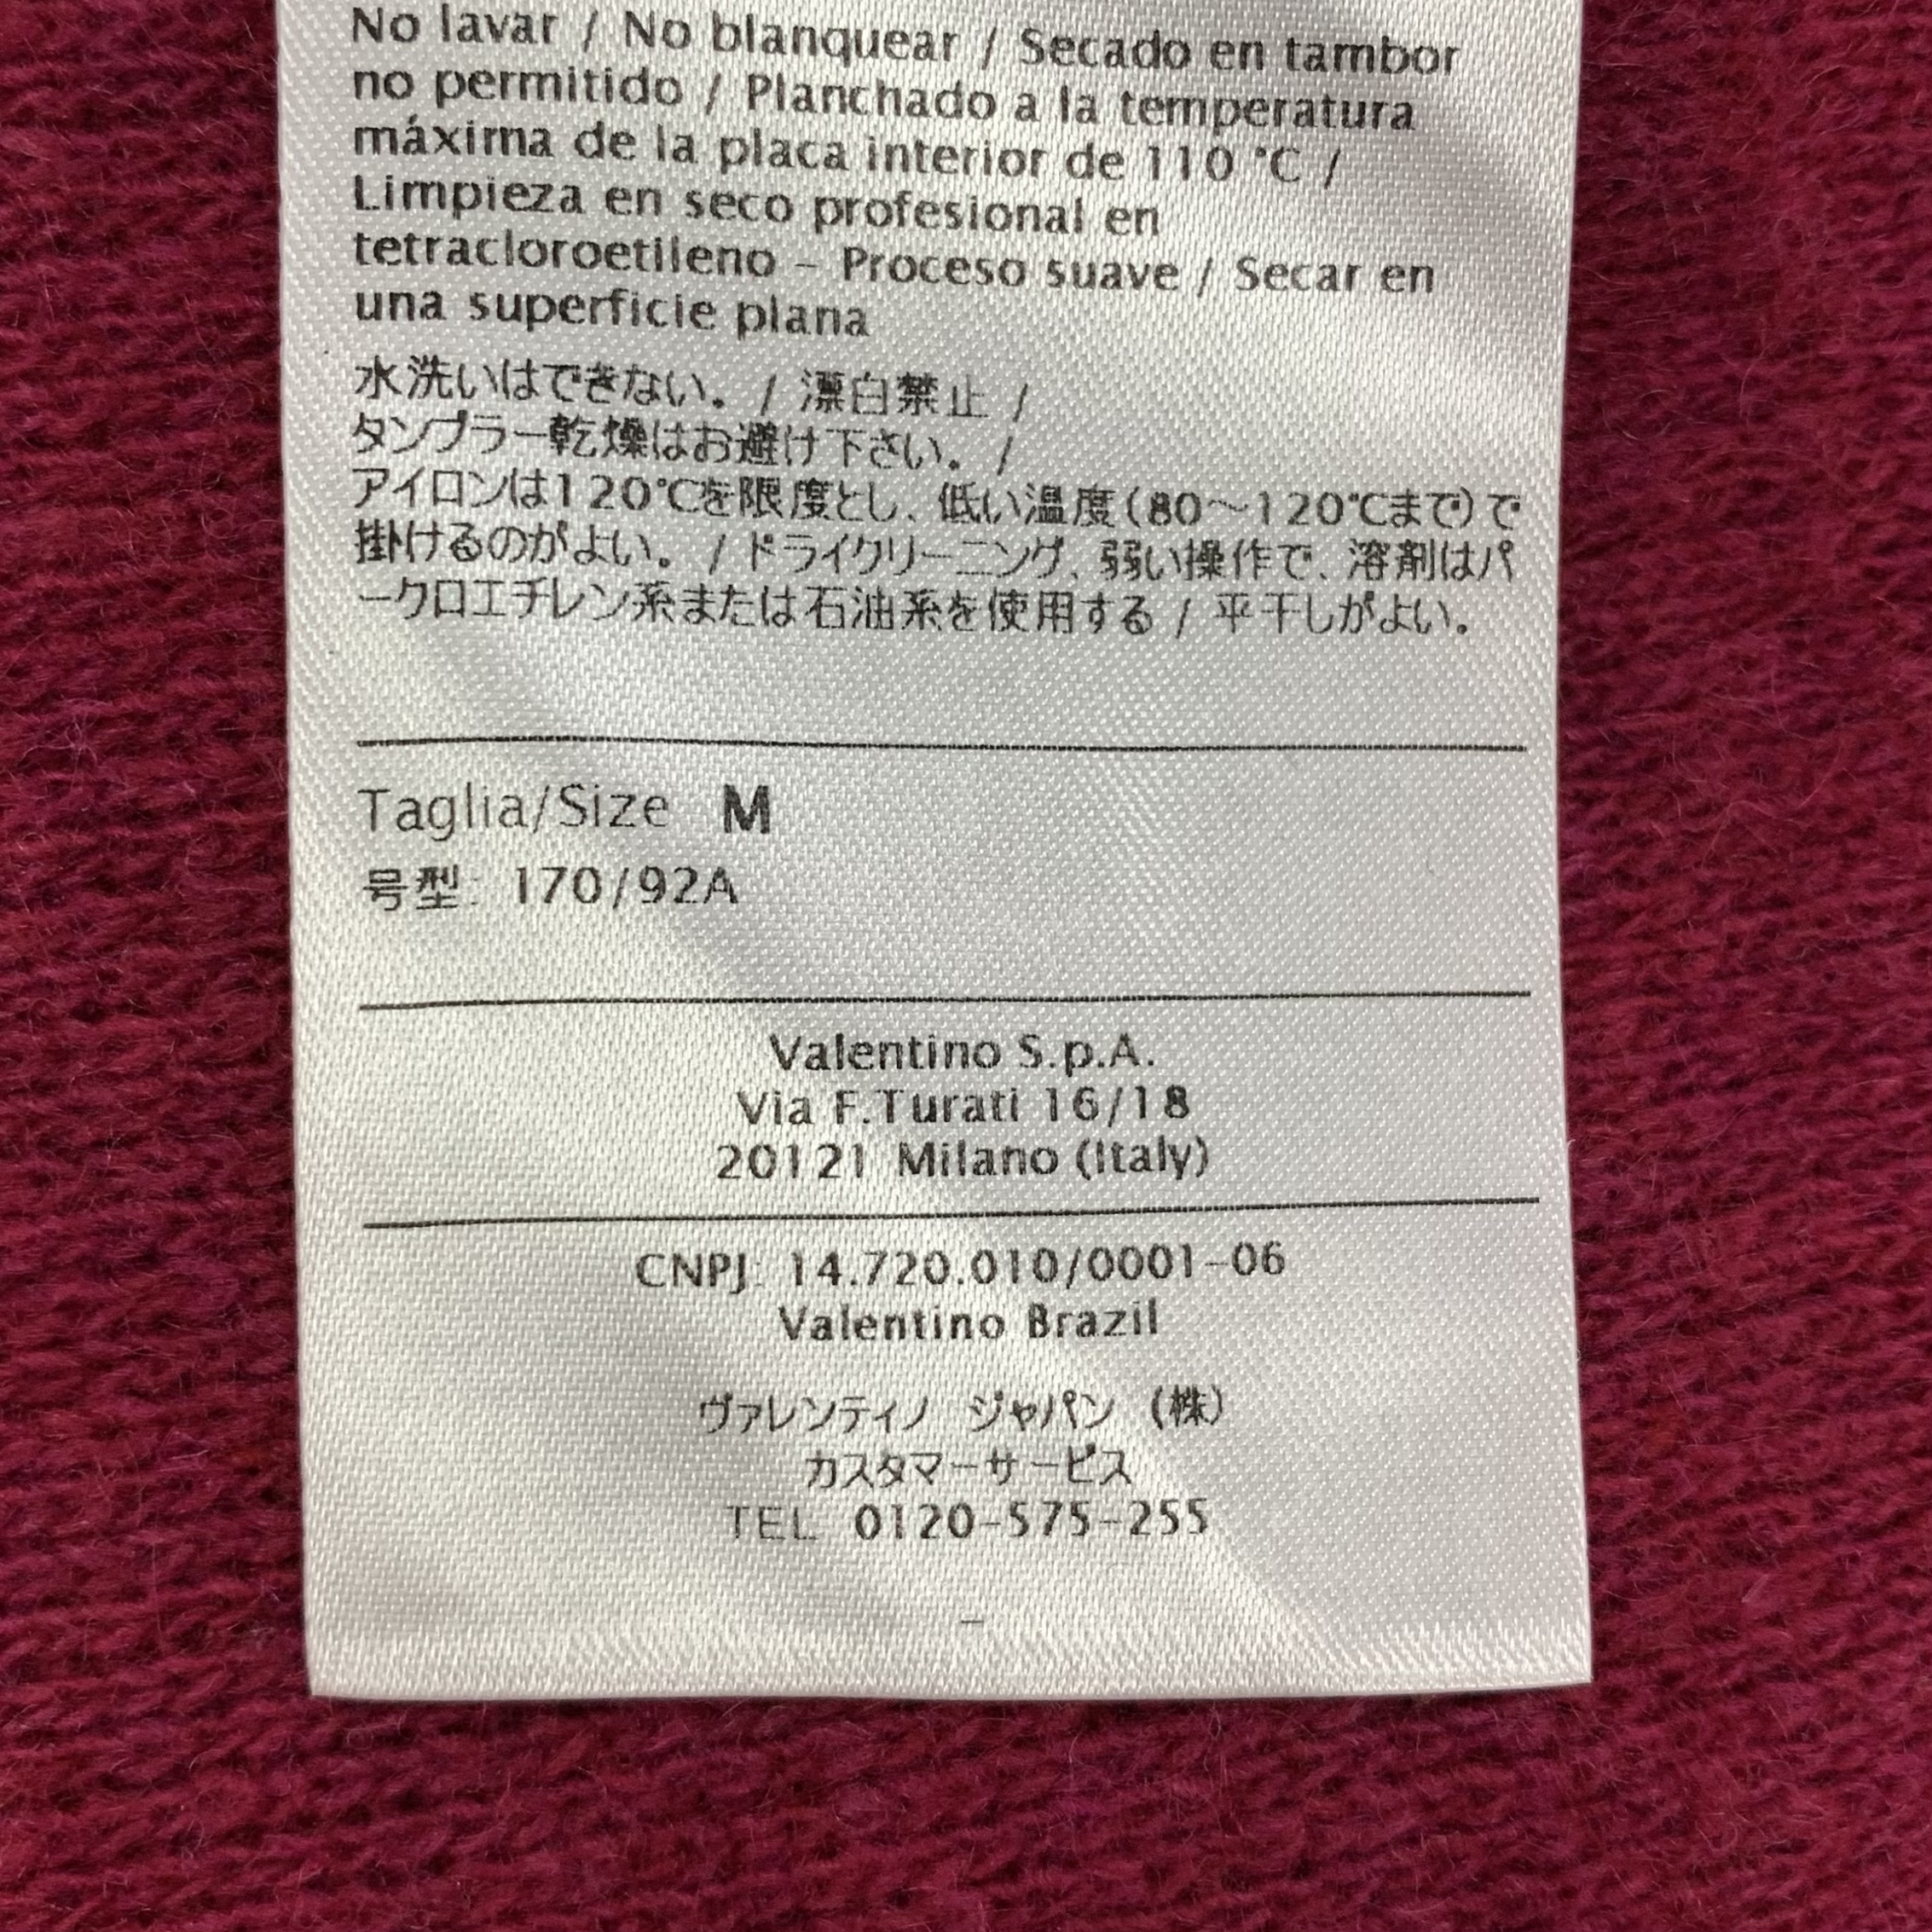 No lavar / No blanquear / Secado en tambor
no permitido / Planchado a la temperatura
máxima de la placa interior de 110 °C /
Limpieza en seco profesional en
tetracloroetileno – Proceso suave / Secar en
una superficie plana
水洗いはできない。 / 漂白禁止 /
タンブラー乾燥はお避け下さい。 /
アイロンは120℃を限度とし、低い温度(80～120℃まで)で
掛けるのがよい。 / ドライクリーニング、弱い操作で、溶剤はパ
ークロエチレン系または石油系を使用する / 平干しがよい。
Taglia/Size M
号型: 170/92A
Valentino S.p.A.
Via F.Turati 16/18
20121 Milano (Italy)
CNPJ: 14.720.010/0001-06
Valentino Brazil
ヴァレンティノ ジャパン (株)
カスタマーサービス
TEL 0120-575-255